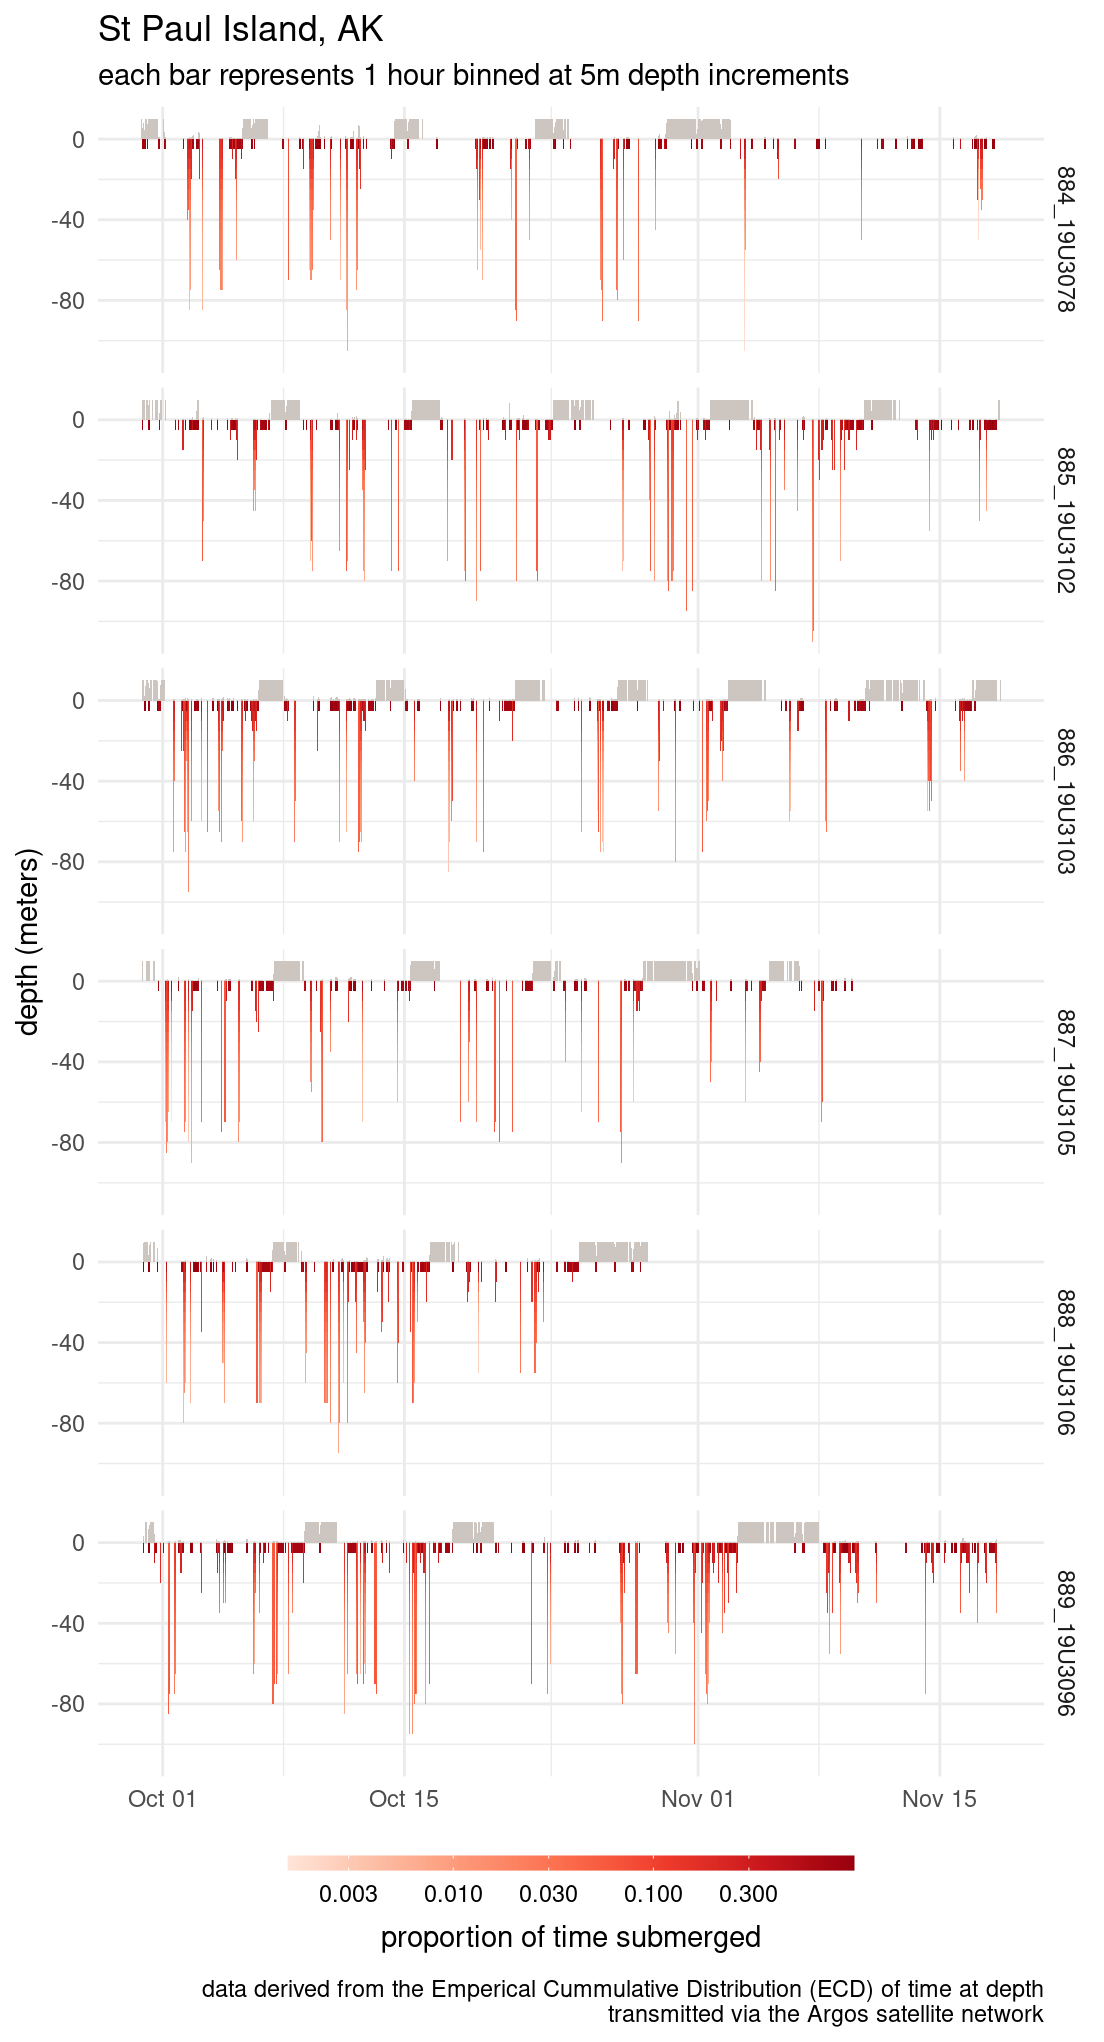 St Paul Island, AK
each bar represents 1 hour binned at 5m depth increments
depth (meters)
0
-40
-80
884_19U3078
0
-40
-80
885_19U3102
0
-40
-80
886_19U3103
0
-40
-80
887_19U3105
0
-40
-80
888_19U3106
0
-40
-80
889_19U3096
Oct 01 Oct 15 Nov 01 Nov 15
0.003 0.010 0.030 0.100 0.300
proportion of time submerged
data derived from the Emperical Cummulative Distribution (ECD) of time at depth
transmitted via the Argos satellite network